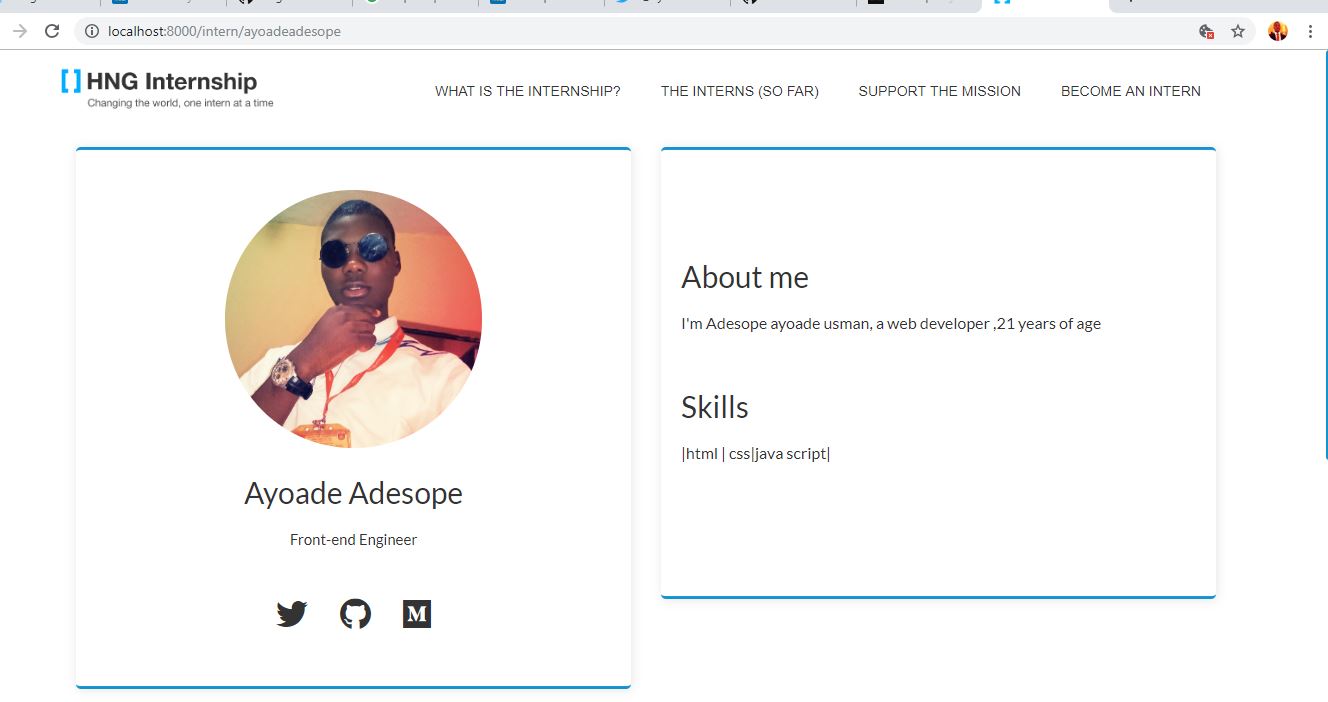 localhost:8000/intern/ayoadeadesope
[ ] HNG Internship
Changing the world, one intern at a time
WHAT IS THE INTERNSHIP?
THE INTERNS (SO FAR)
SUPPORT THE MISSION
BECOME AN INTERN
Ayoade Adesope
Front-end Engineer
M
About me
I'm Adesope ayoade usman, a web developer ,21 years of age
Skills
|html | css|java script|